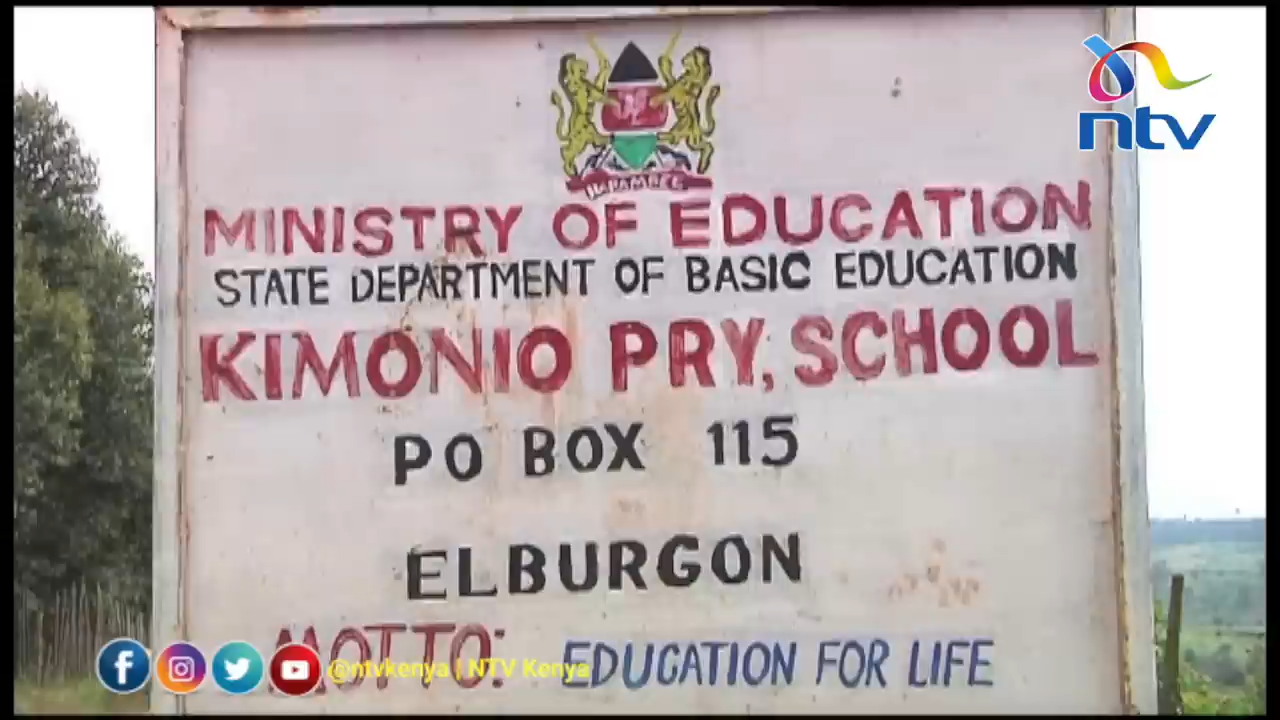 ntv
HARAMBEE
MINISTRY OF EDUCATION
STATE DEPARTMENT OF BASIC EDUCATION
KIMONIO PRY, SCHOOL
PO BOX 115
ELBURGON
MOTTO: EDUCATION FOR LIFE
@ntvkenya | NTV Kenya